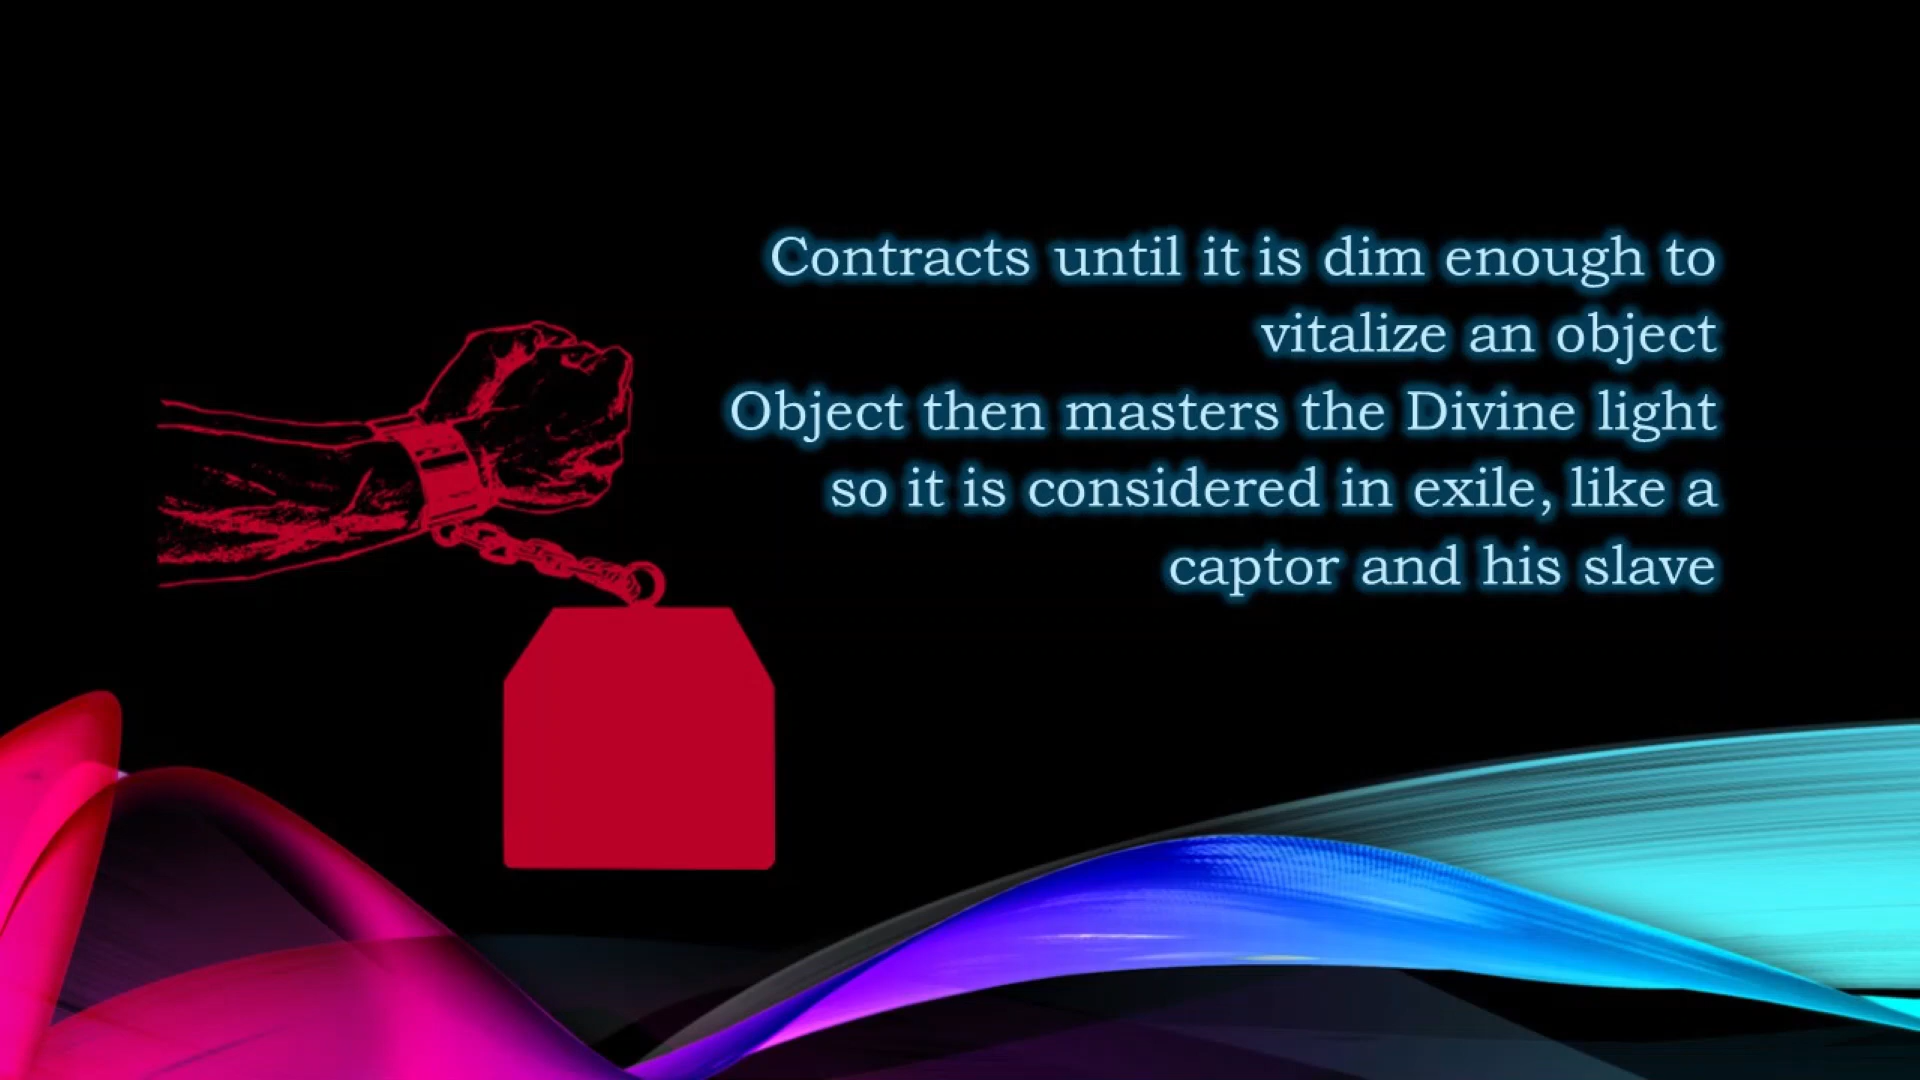 Contracts until it is dim enough to
vitalize an object
Object then masters the Divine light
so it is considered in exile, like a
captor and his slave